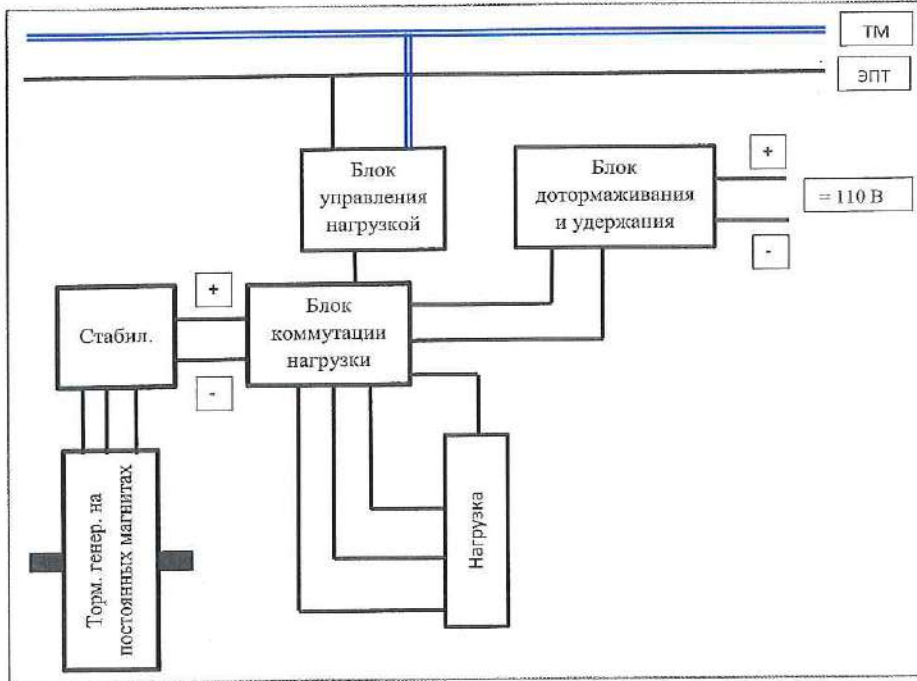 ТМ
ЭПТ
Блок
управления
нагрузкой
Блок
дотормаживания
и удержания
+
= 110 В
-
+
Стабил.
-
Блок
коммутации
нагрузки
Нагрузка
Торм. генер. на
постоянных магнитах